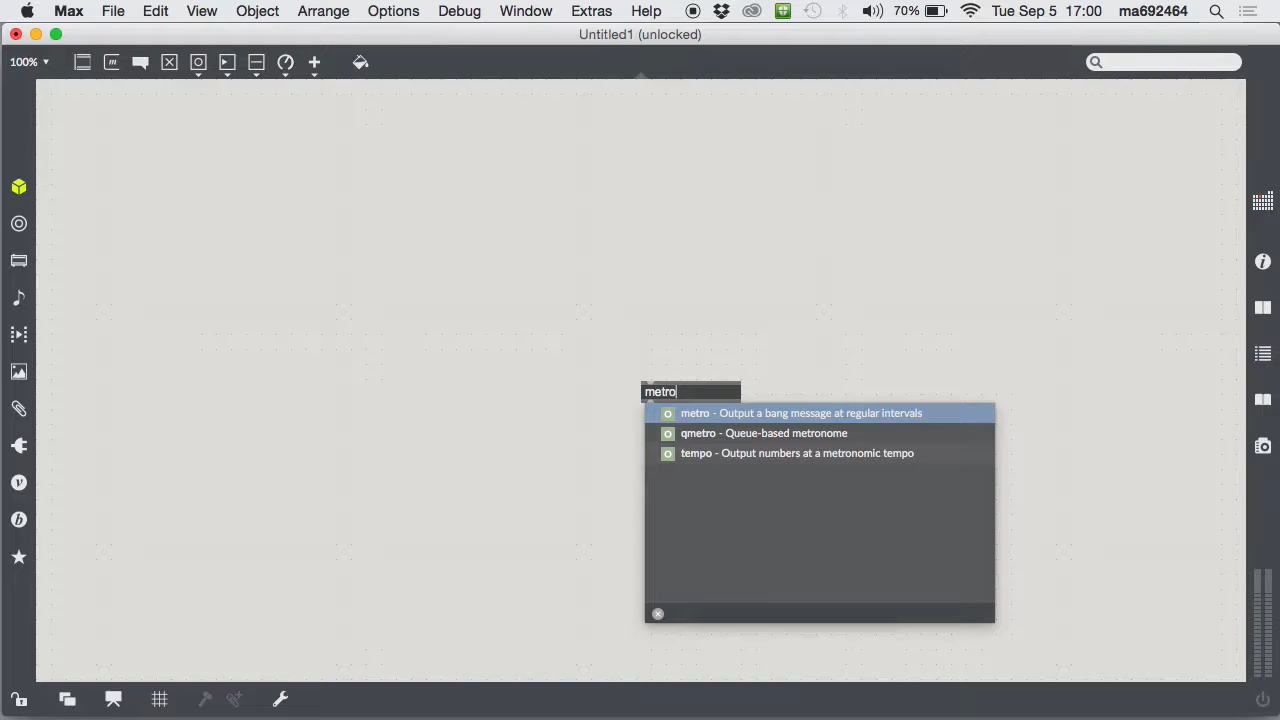 Max File Edit View Object Arrange Options Debug Window Extras Help 70% Tue Sep 5 17:00 ma692464
Untitled1 (unlocked)
100%
metro
metro - Output a bang message at regular intervals
qmetro - Queue-based metronome
tempo - Output numbers at a metronomic tempo